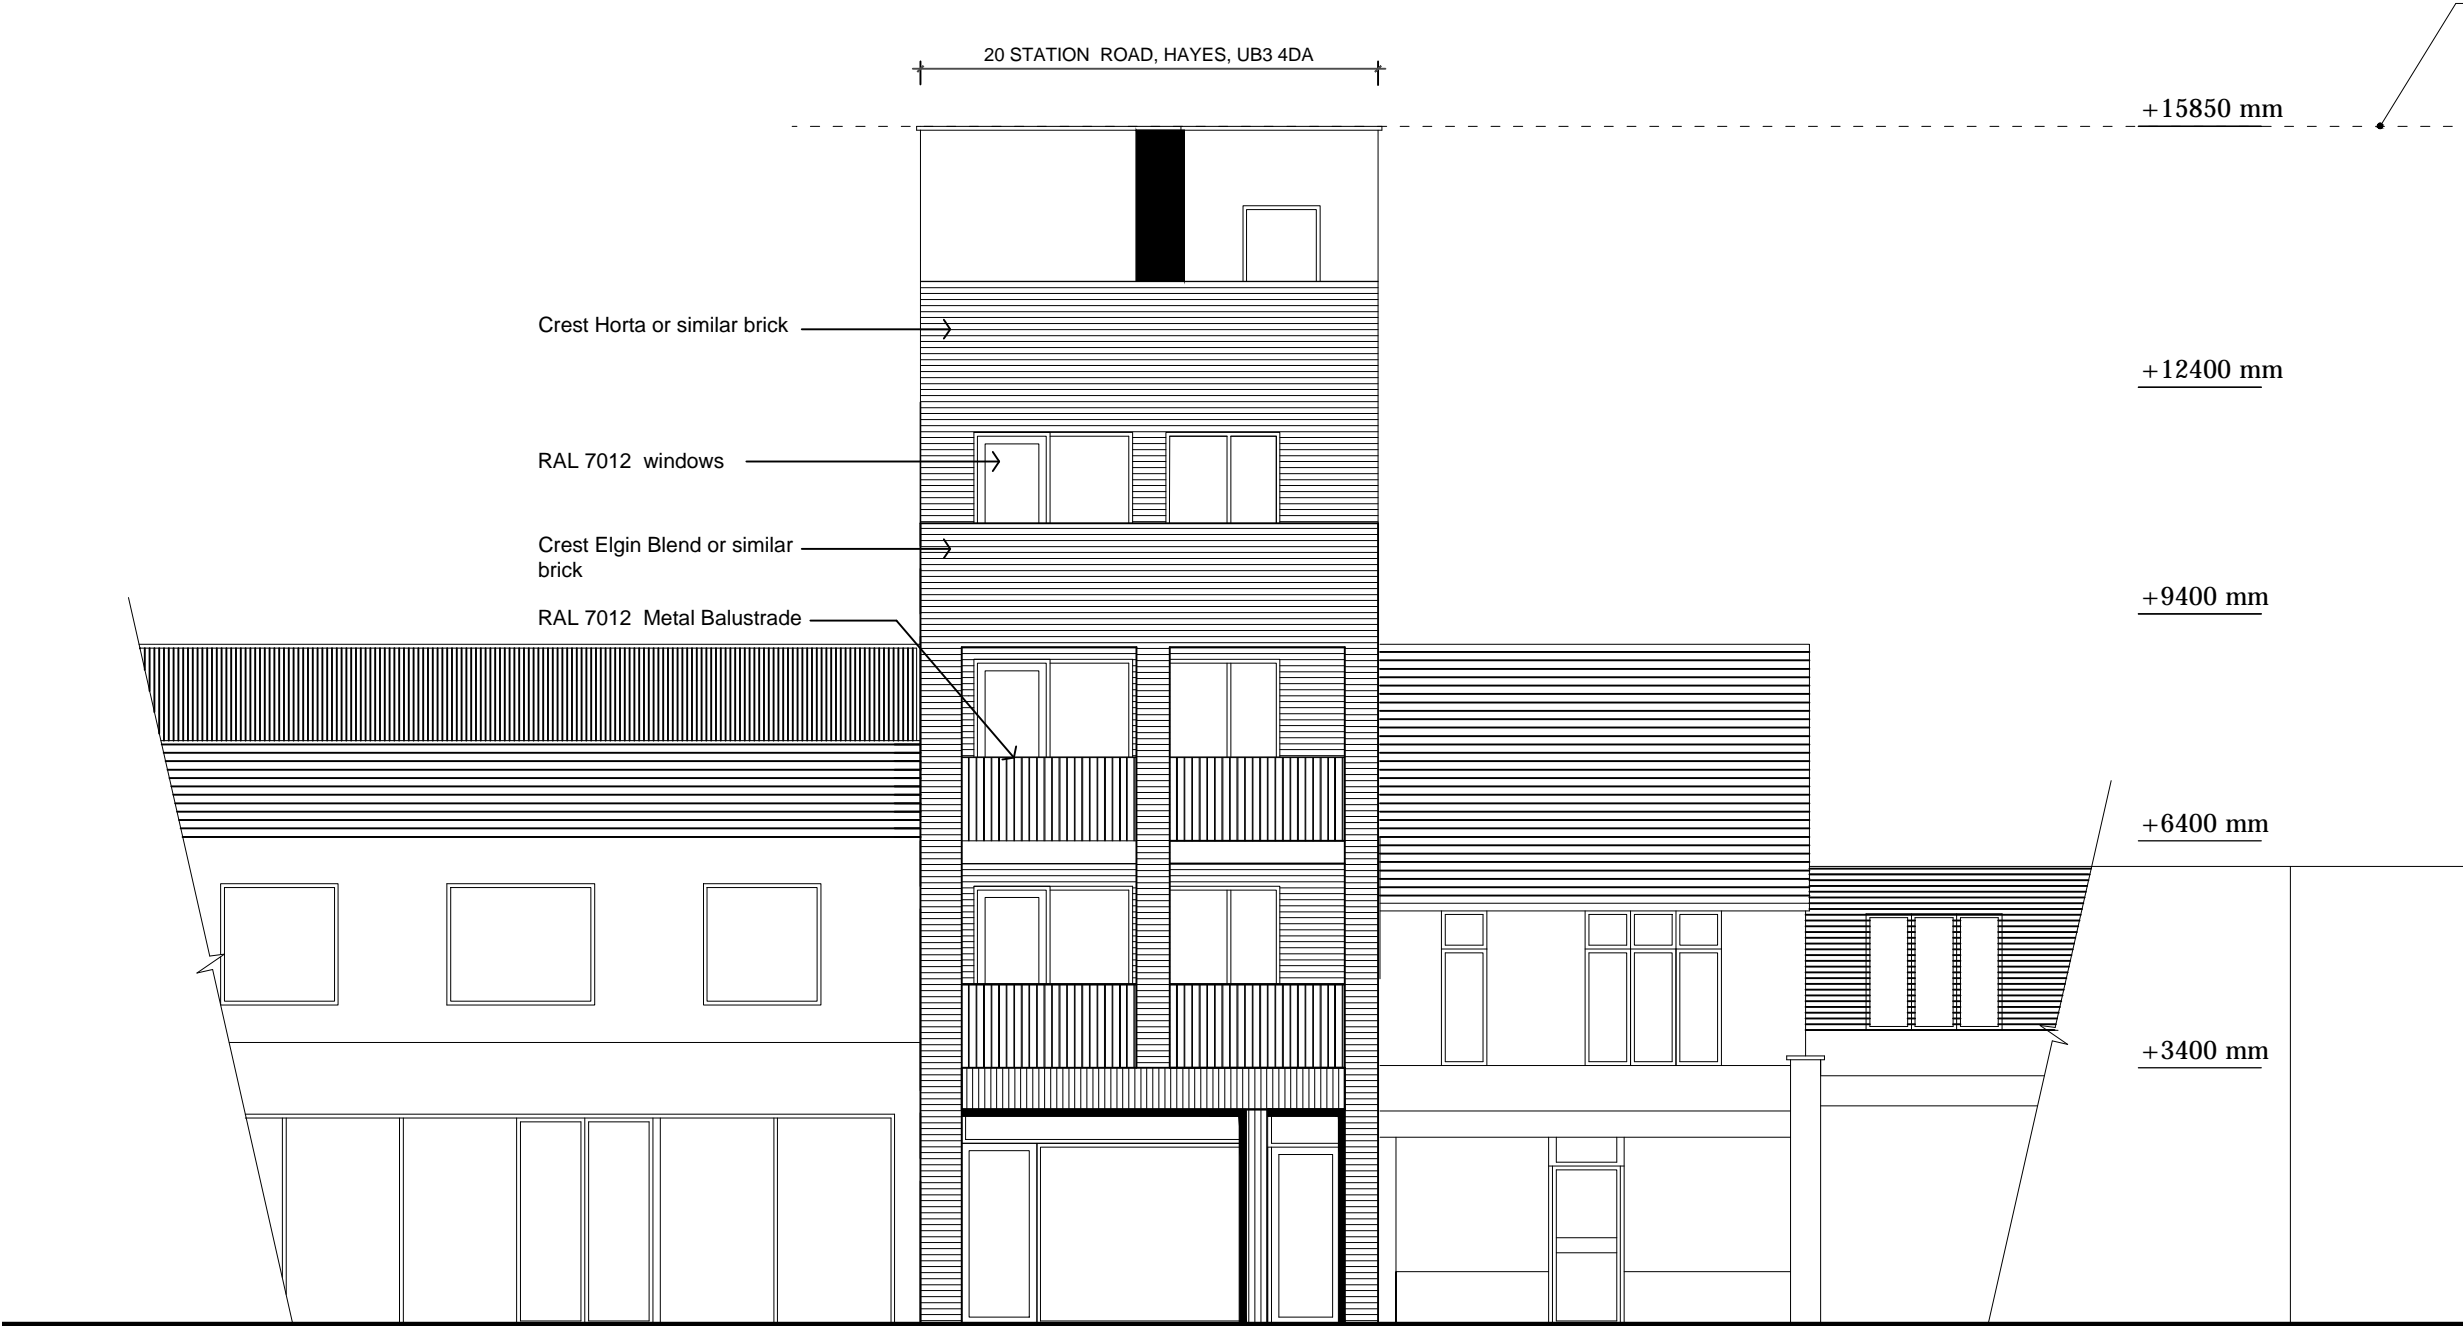 20 STATION ROAD, HAYES, UB3 4DA
+15850 mm
Crest Horta or similar brick
+12400 mm
RAL 7012 windows
Crest Elgin Blend or similar
brick
+9400 mm
RAL 7012 Metal Balustrade
+6400 mm
+3400 mm